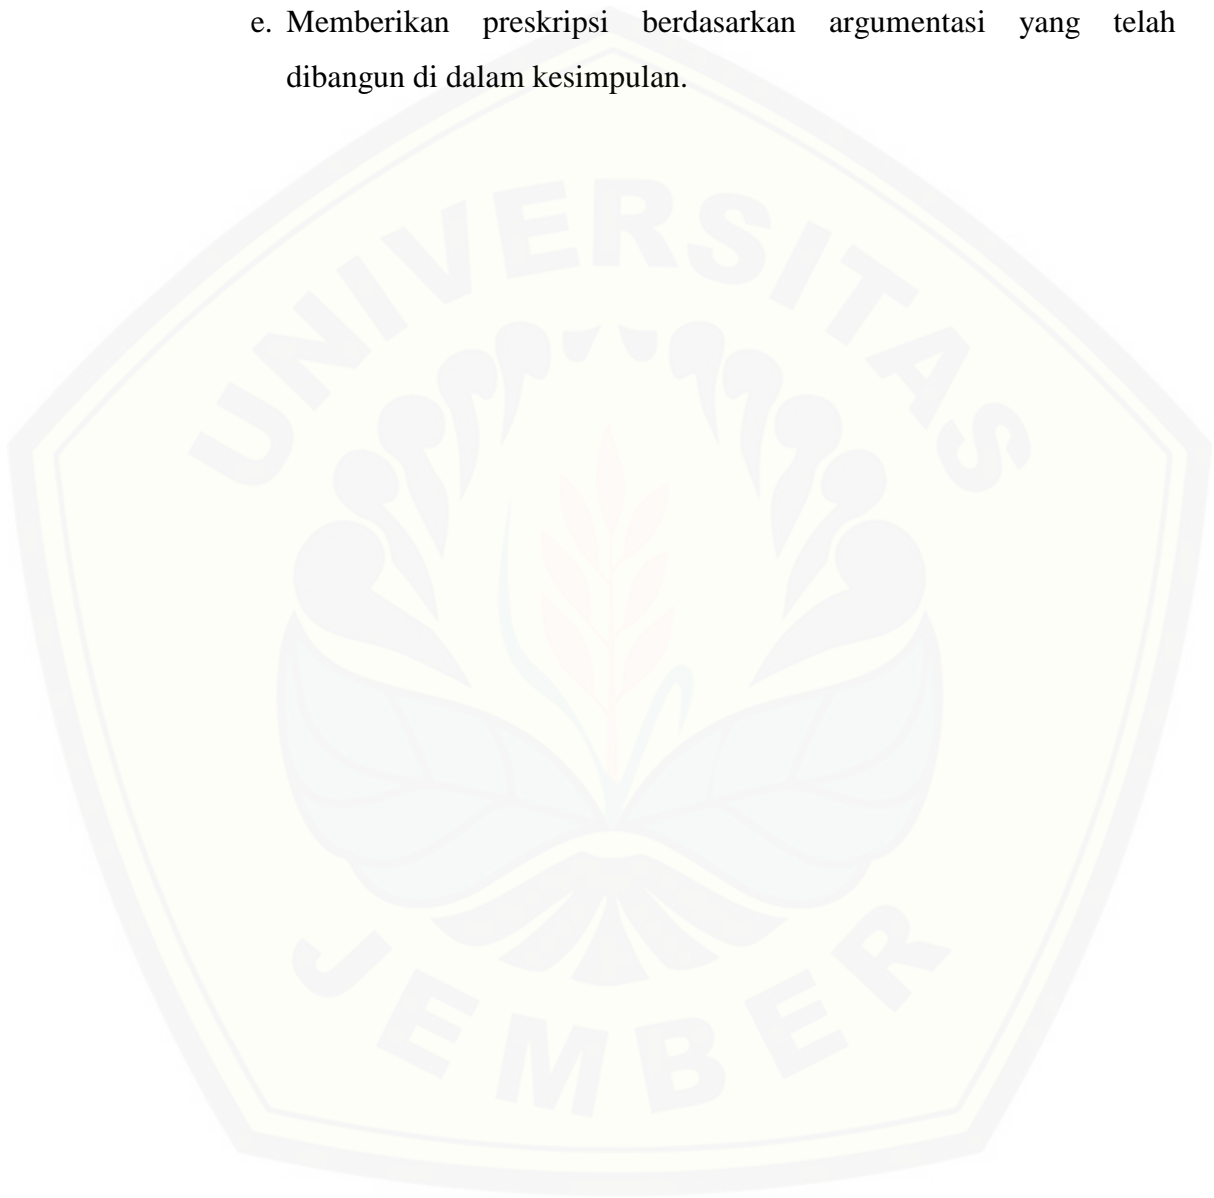 e. Memberikan preskripsi berdasarkan argumentasi yang telah
dibangun di dalam kesimpulan.
UNIVERSITAS
JEMBER